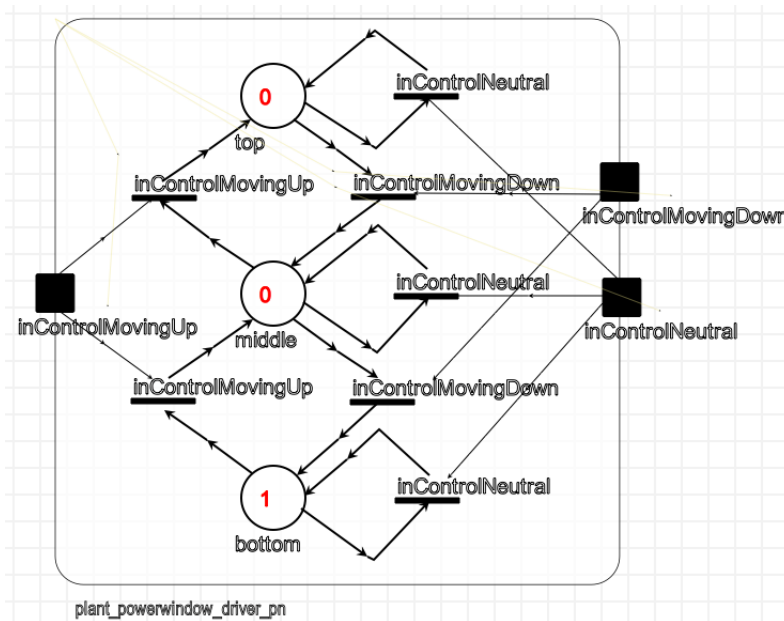 inControlNeutral
0
top
inControlMovingUp
inControlMovingDown
inControlMovingDown
inControlNeutral
0
inControlMovingUp
inControlNeutral
middle
inControlMovingUp
inControlMovingDown
inControlNeutral
1
bottom
plant_powerwindow_driver_pn